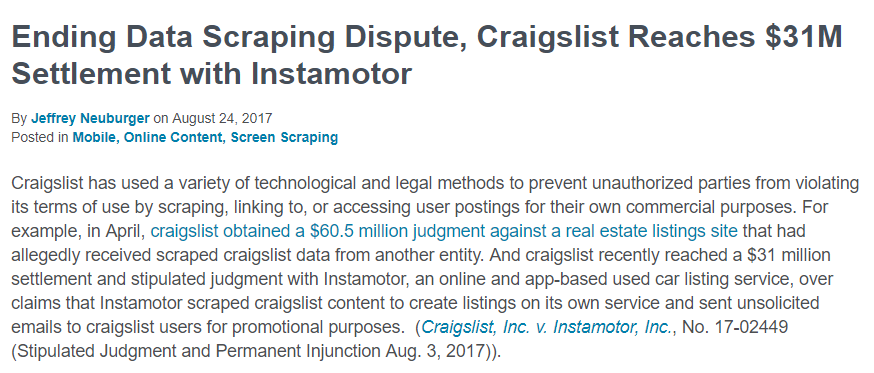 Ending Data Scraping Dispute, Craigslist Reaches $31M
Settlement with Instamotor
By Jeffrey Neuburger on August 24, 2017
Posted in Mobile, Online Content, Screen Scraping
Craigslist has used a variety of technological and legal methods to prevent unauthorized parties from violating
its terms of use by scraping, linking to, or accessing user postings for their own commercial purposes. For
example, in April, craigslist obtained a $60.5 million judgment against a real estate listings site that had
allegedly received scraped craigslist data from another entity. And craigslist recently reached a $31 million
settlement and stipulated judgment with Instamotor, an online and app-based used car listing service, over
claims that Instamotor scraped craigslist content to create listings on its own service and sent unsolicited
emails to craigslist users for promotional purposes. (Craigslist, Inc. v. Instamotor, Inc., No. 17-02449
(Stipulated Judgment and Permanent Injunction Aug. 3, 2017)).